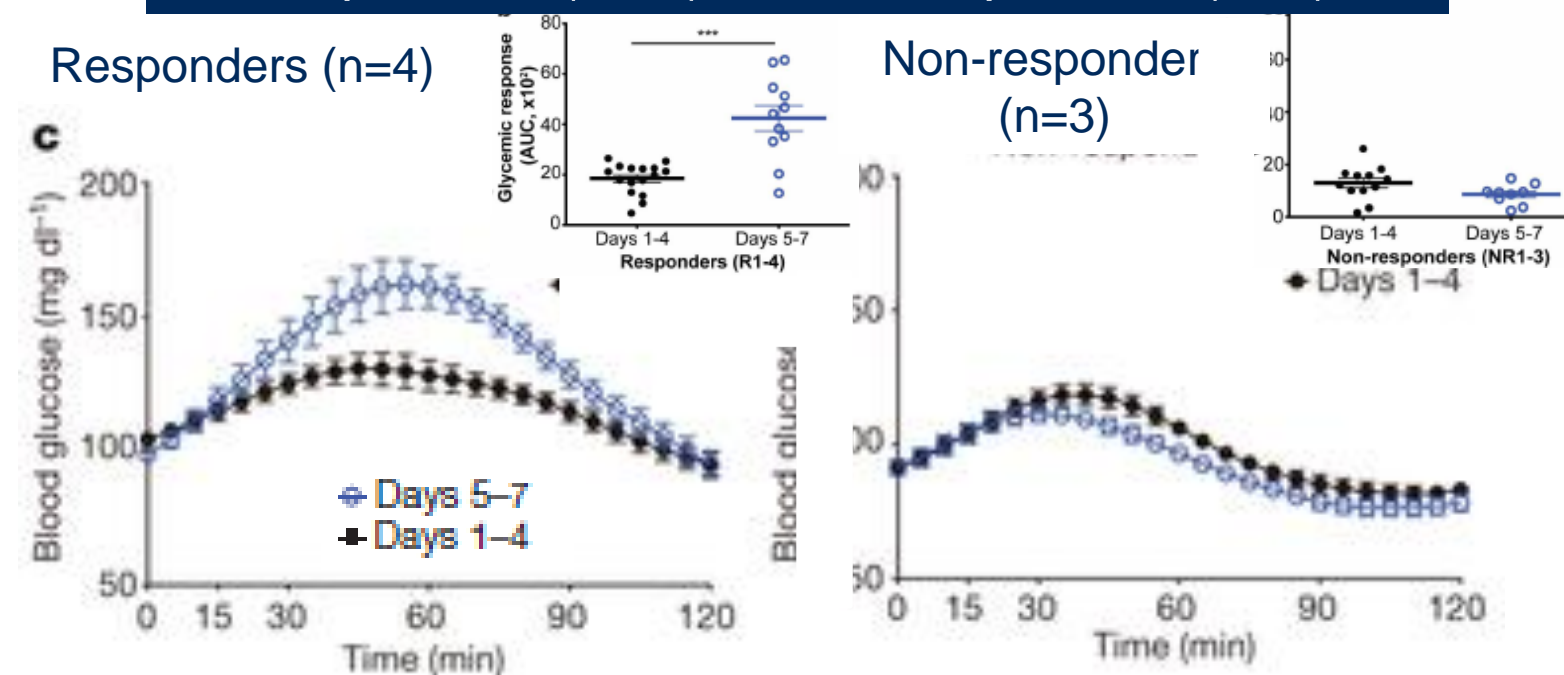 Responders (n=4)
c
Blood glucose (mg dl⁻¹)
200
150
100
50
0 15 30 60 90 120
Time (min)
Days 5–7
Days 1–4
Glycemic response
(AUC, x10²)
80
60
40
20
0
***
Days 1-4 Days 5-7
Responders (R1-4)
Non-responder
(n=3)
20
0
Days 1-4 Days 5-7
Non-responders (NR1-3)
Days 1–4
Blood glucose
0 15 30 60 90 120
Time (min)